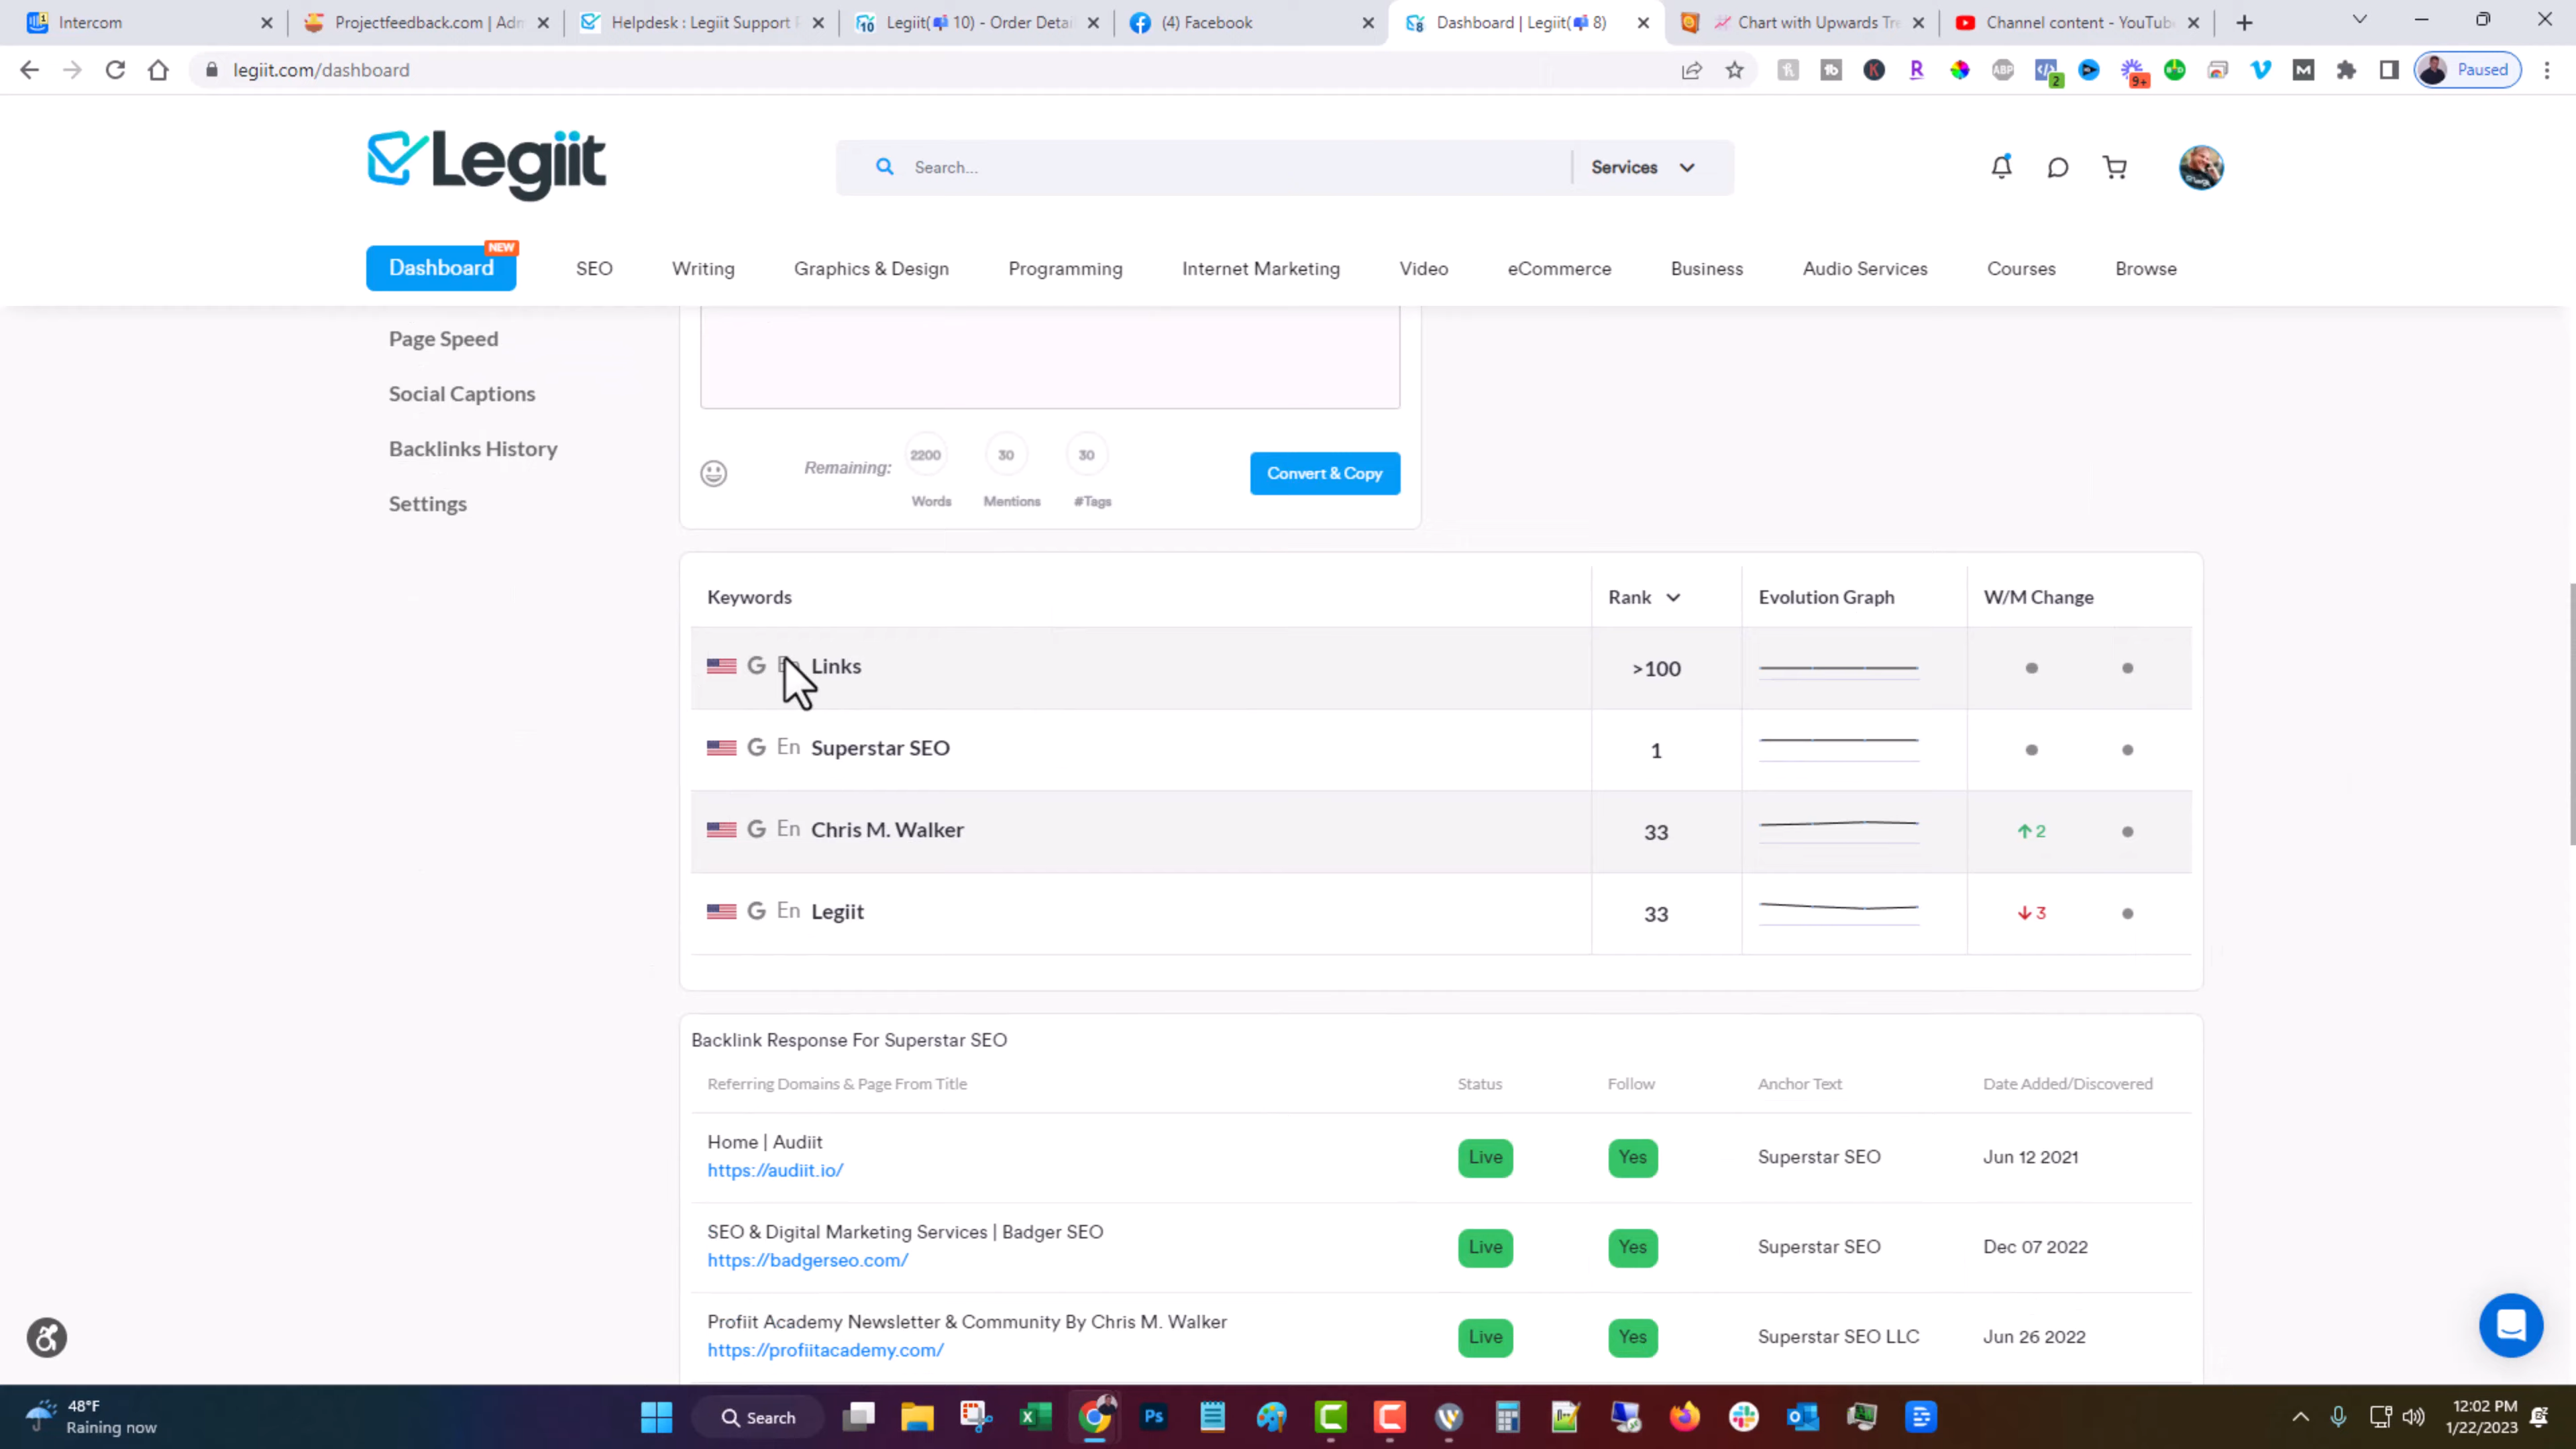 Intercom
Projectfeedback.com | Adm
Helpdesk : Legiit Support
Legiit(📬 10) - Order Detai
(4) Facebook
Dashboard | Legiit(📬 8)
Chart with Upwards Tre
Channel content - YouTube
legiit.com/dashboard
2
9+
Paused
Legiit
Search...
Services
NEW
Dashboard
SEO
Writing
Graphics & Design
Programming
Internet Marketing
Video
eCommerce
Business
Audio Services
Courses
Browse
Page Speed
Social Captions
Backlinks History
Settings
Remaining:
2200
30
30
Words
Mentions
#Tags
Convert & Copy
Keywords
Rank
Evolution Graph
W/M Change
Links
>100
En Superstar SEO
1
En Chris M. Walker
33
↑2
En Legiit
33
↓3
Backlink Response For Superstar SEO
Referring Domains & Page From Title
Status
Follow
Anchor Text
Date Added/Discovered
Home | Audiit
https://audiit.io/
Live
Yes
Superstar SEO
Jun 12 2021
SEO & Digital Marketing Services | Badger SEO
https://badgerseo.com/
Live
Yes
Superstar SEO
Dec 07 2022
Profiit Academy Newsletter & Community By Chris M. Walker
https://profiitacademy.com/
Live
Yes
Superstar SEO LLC
Jun 26 2022
48°F
Raining now
Search
12:02 PM
1/22/2023